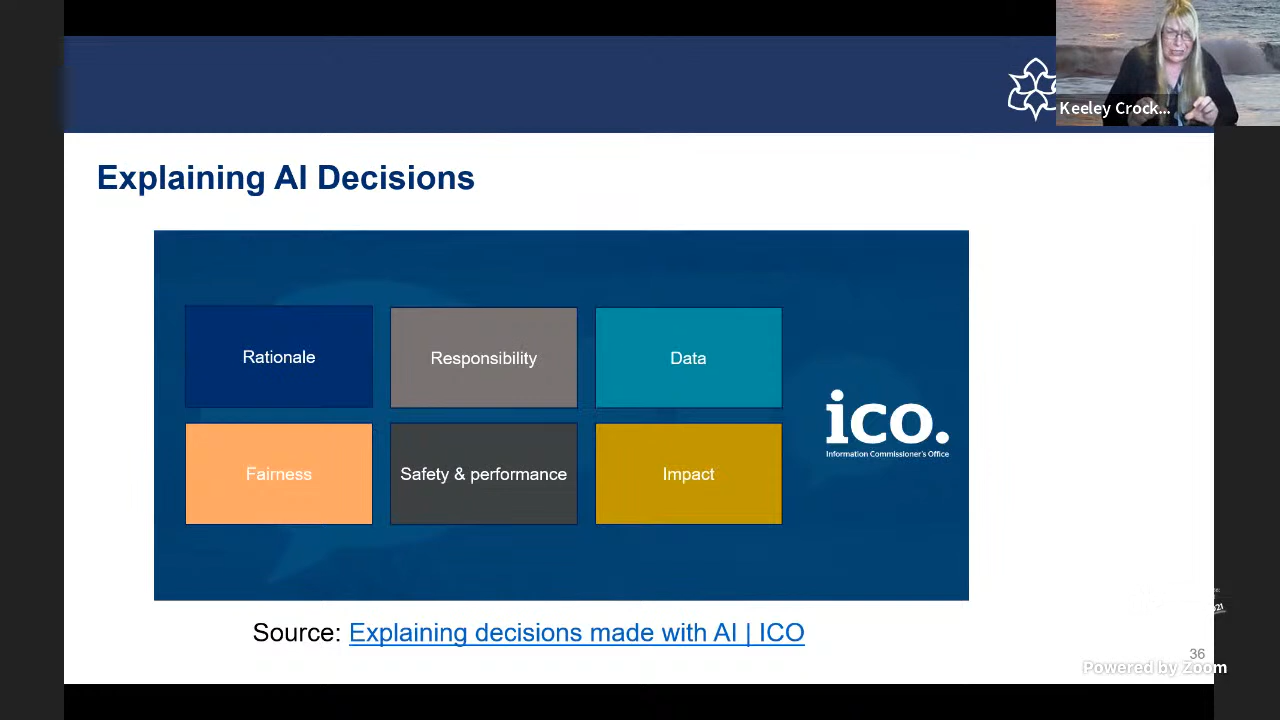 Keeley Crock...
Explaining AI Decisions
Rationale
Responsibility
Data
Fairness
Safety & performance
Impact
ico.
Information Commissioner's Office
Source: Explaining decisions made with AI | ICO
36
Powered by Zoom